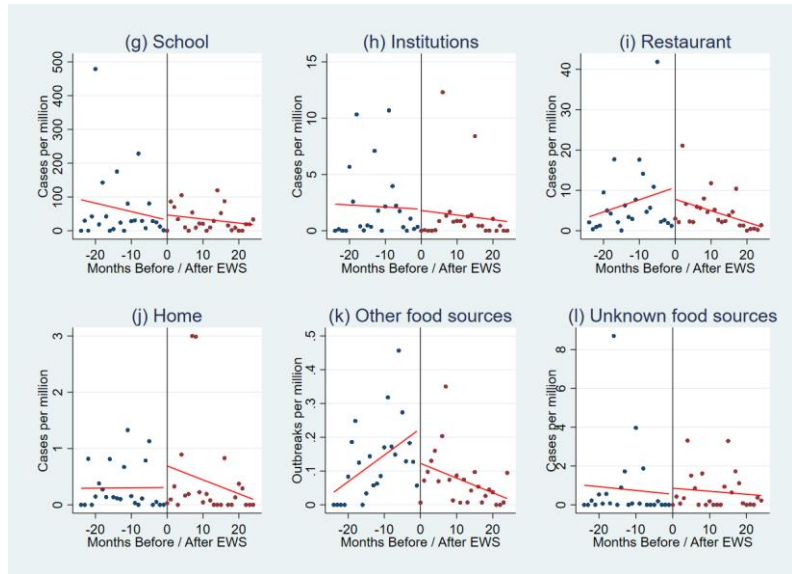 (g) School
Cases per million
500
400
300
200
100
0
-20 -10 0 10 20
Months Before / After EWS
(h) Institutions
Cases per million
15
10
5
0
-20 -10 0 10 20
Months Before / After EWS
(i) Restaurant
Cases per million
40
30
20
10
0
-20 -10 0 10 20
Months Before / After EWS
(j) Home
Cases per million
3
2
1
0
-20 -10 0 10 20
Months Before / After EWS
(k) Other food sources
Outbreaks per million
.5
.4
.3
.2
.1
0
-20 -10 0 10 20
Months Before / After EWS
(l) Unknown food sources
Cases per million
8
6
4
2
0
-20 -10 0 10 20
Months Before / After EWS